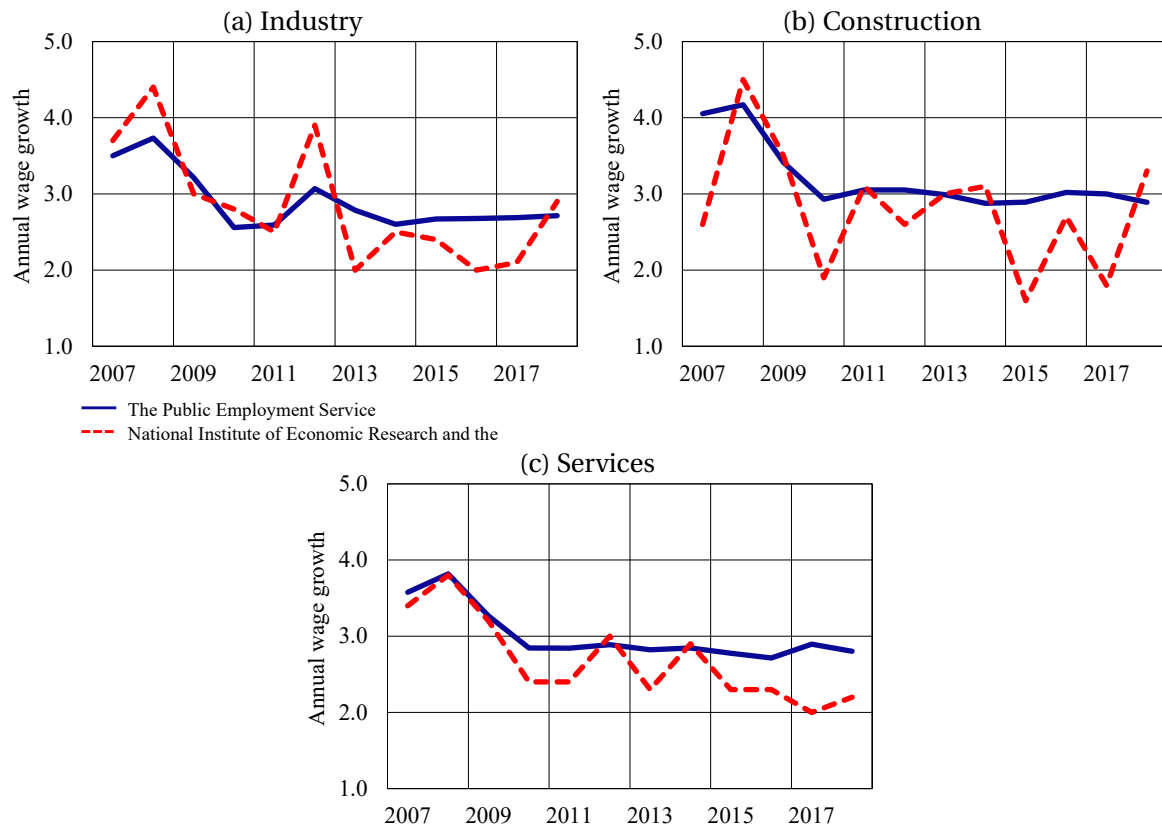 (a) Industry
Annual wage growth
5.0
4.0
3.0
2.0
1.0
2007 2009 2011 2013 2015 2017
(b) Construction
Annual wage growth
5.0
4.0
3.0
2.0
1.0
2007 2009 2011 2013 2015 2017
The Public Employment Service
National Institute of Economic Research and the
(c) Services
Annual wage growth
5.0
4.0
3.0
2.0
1.0
2007 2009 2011 2013 2015 2017